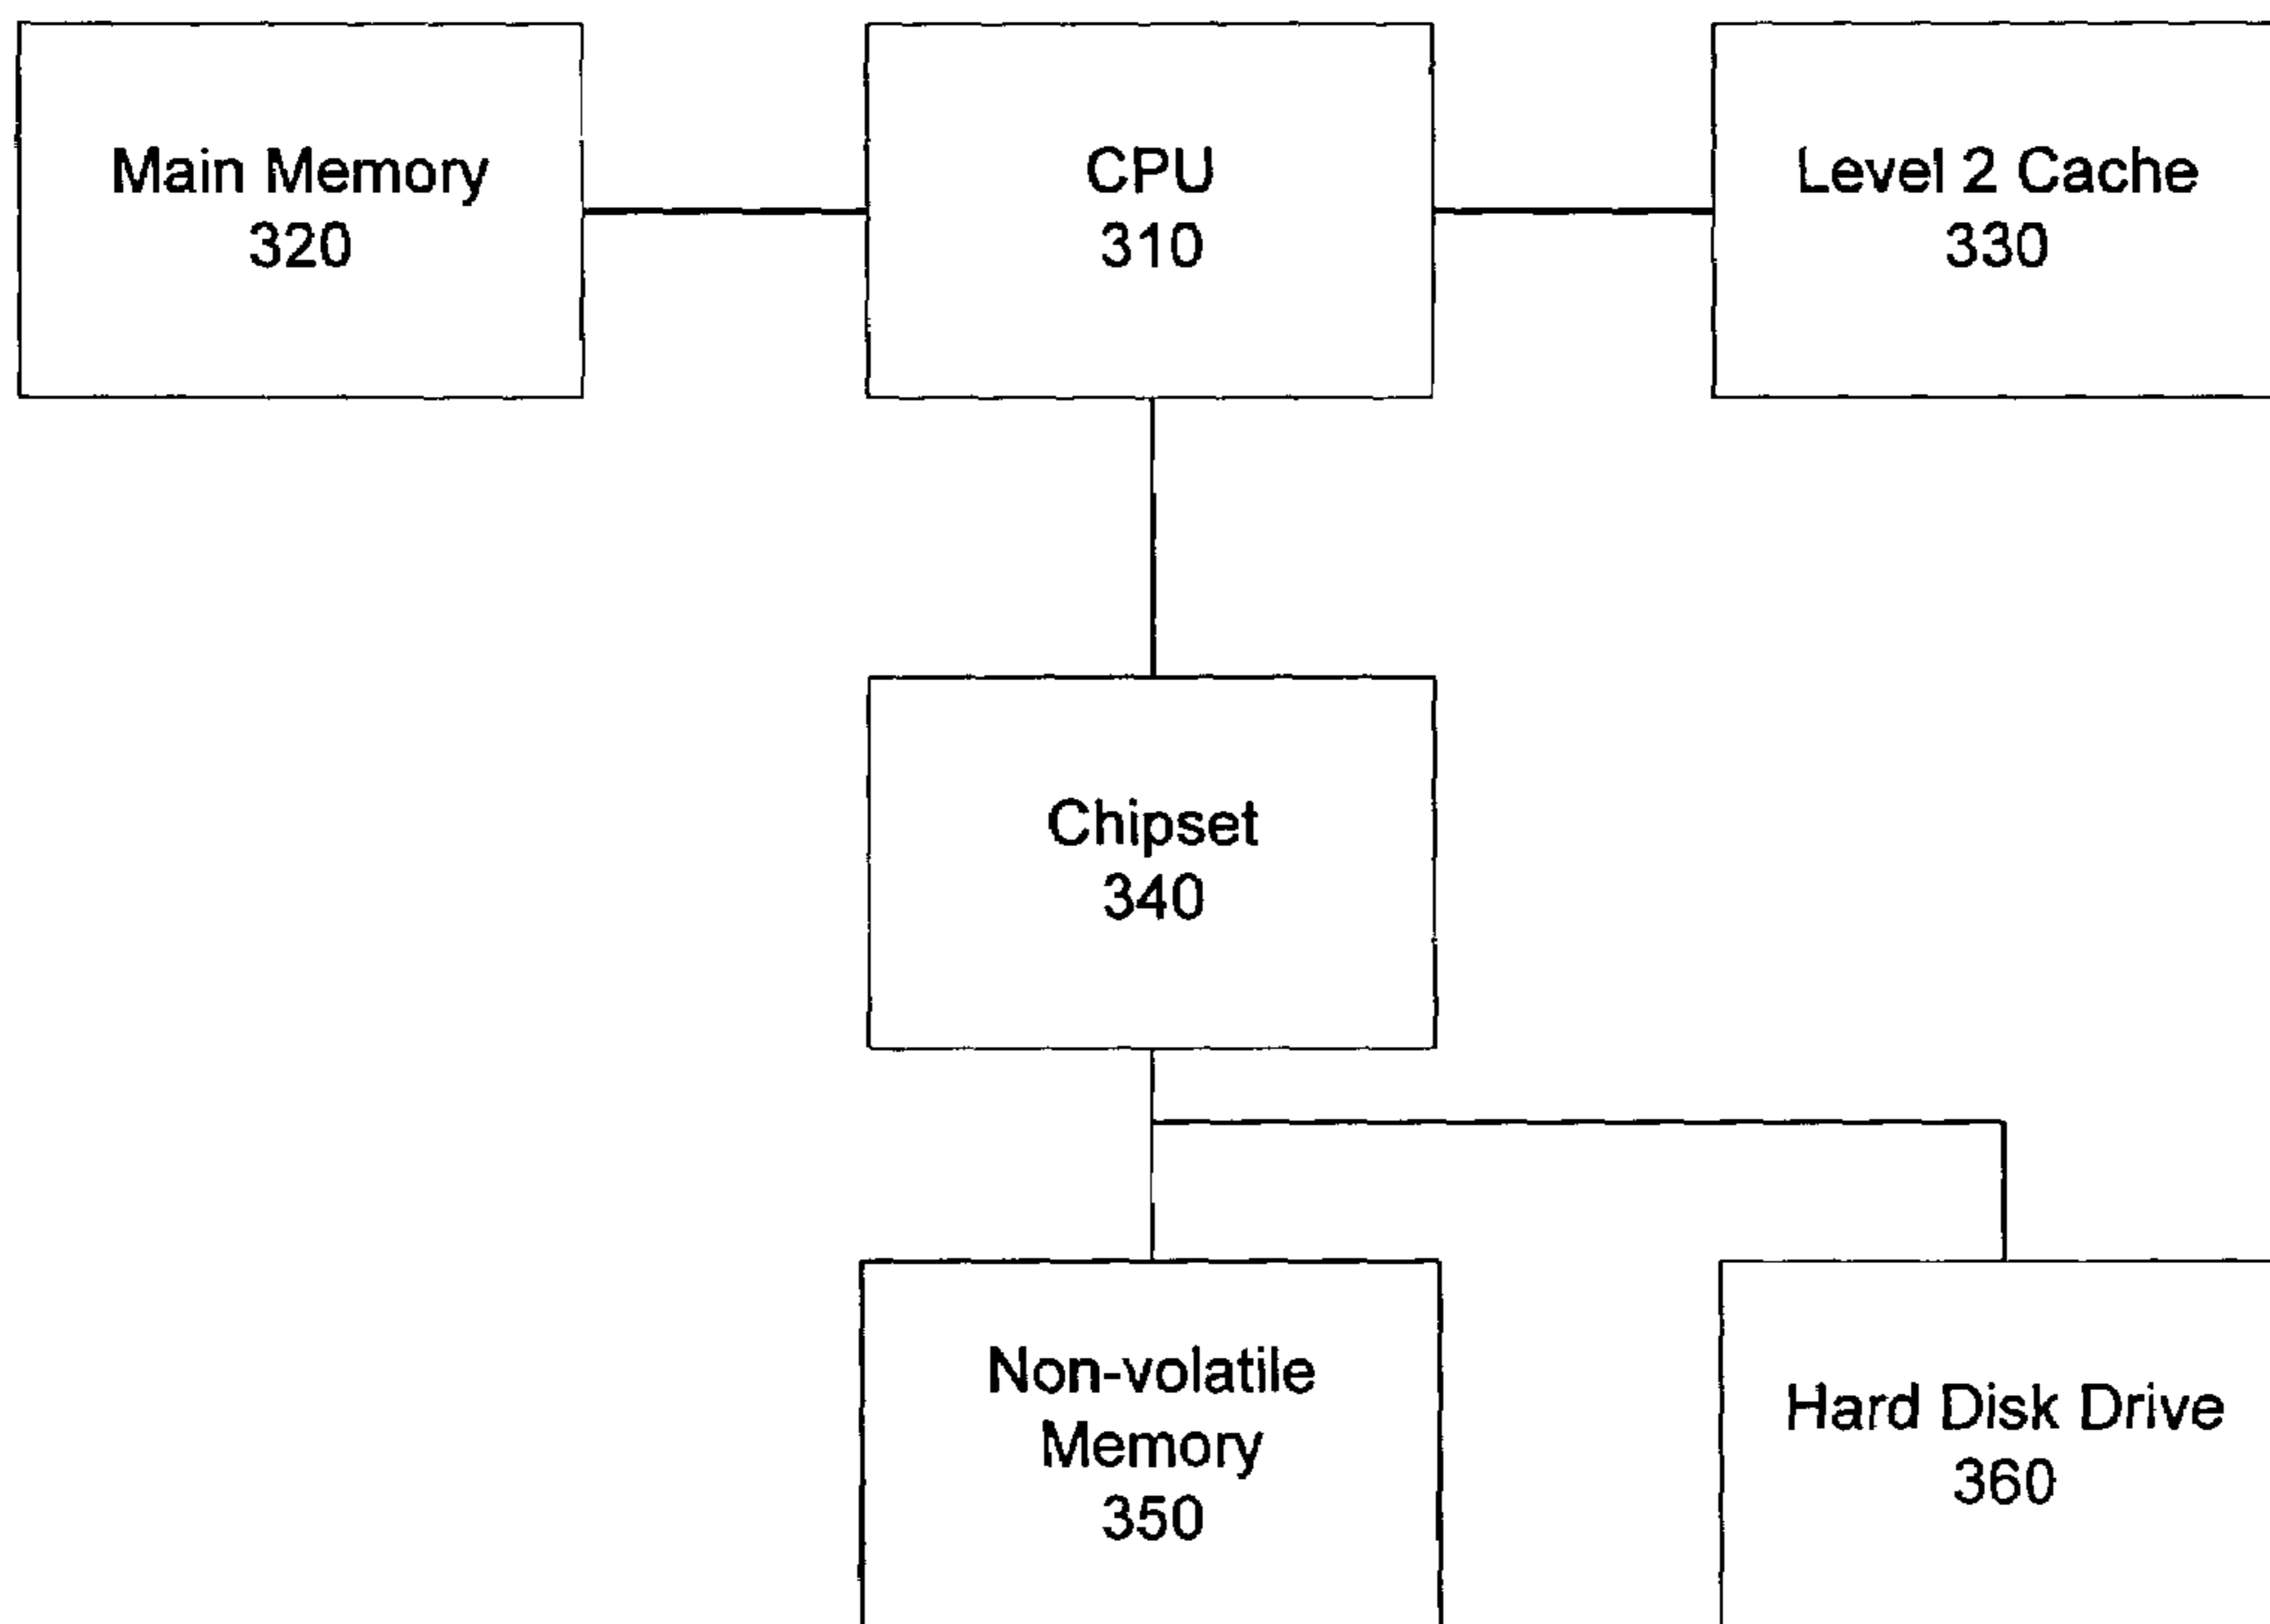 Main Memory
320
CPU
310
Level 2 Cache
330
Chipset
340
Non-volatile
Memory
350
Hard Disk Drive
360